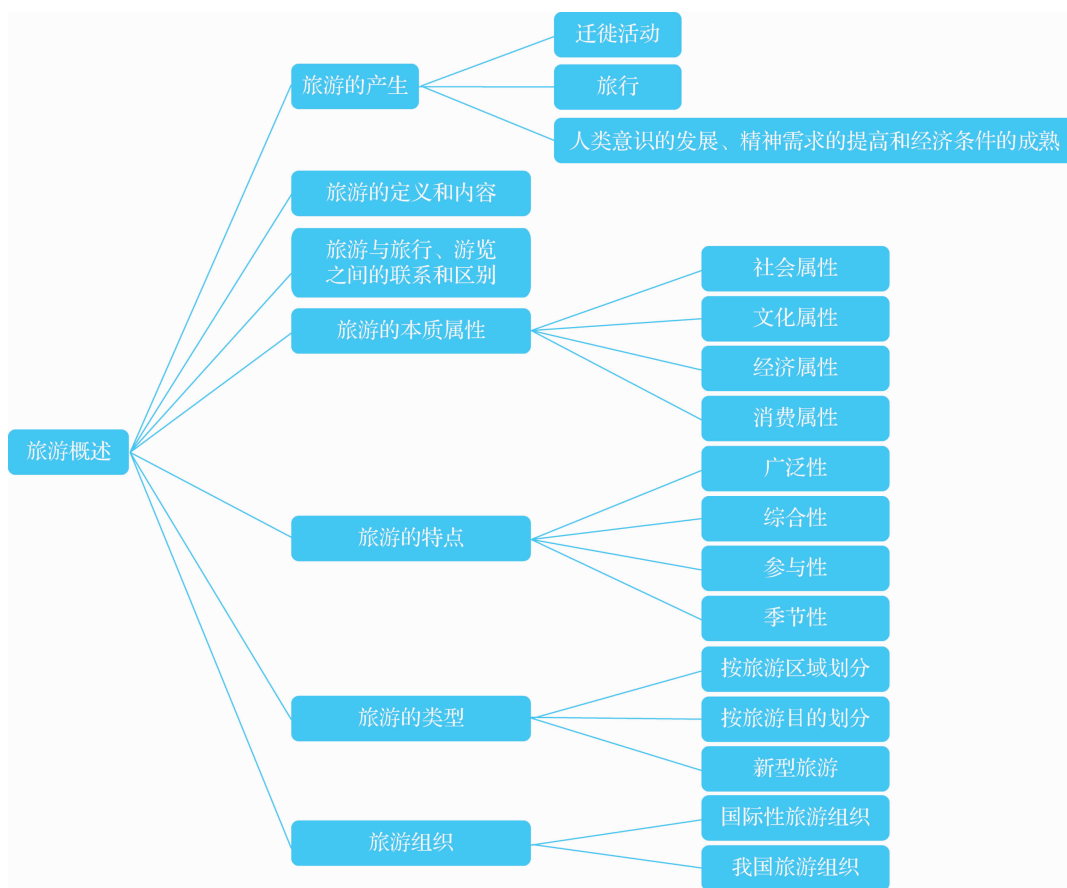 旅游概述
旅游的产生
迁徙活动
旅行
人类意识的发展、精神需求的提高和经济条件的成熟
旅游的定义和内容
旅游与旅行、游览
之间的联系和区别
旅游的本质属性
社会属性
文化属性
经济属性
消费属性
旅游的特点
广泛性
综合性
参与性
季节性
旅游的类型
按旅游区域划分
按旅游目的划分
新型旅游
旅游组织
国际性旅游组织
我国旅游组织